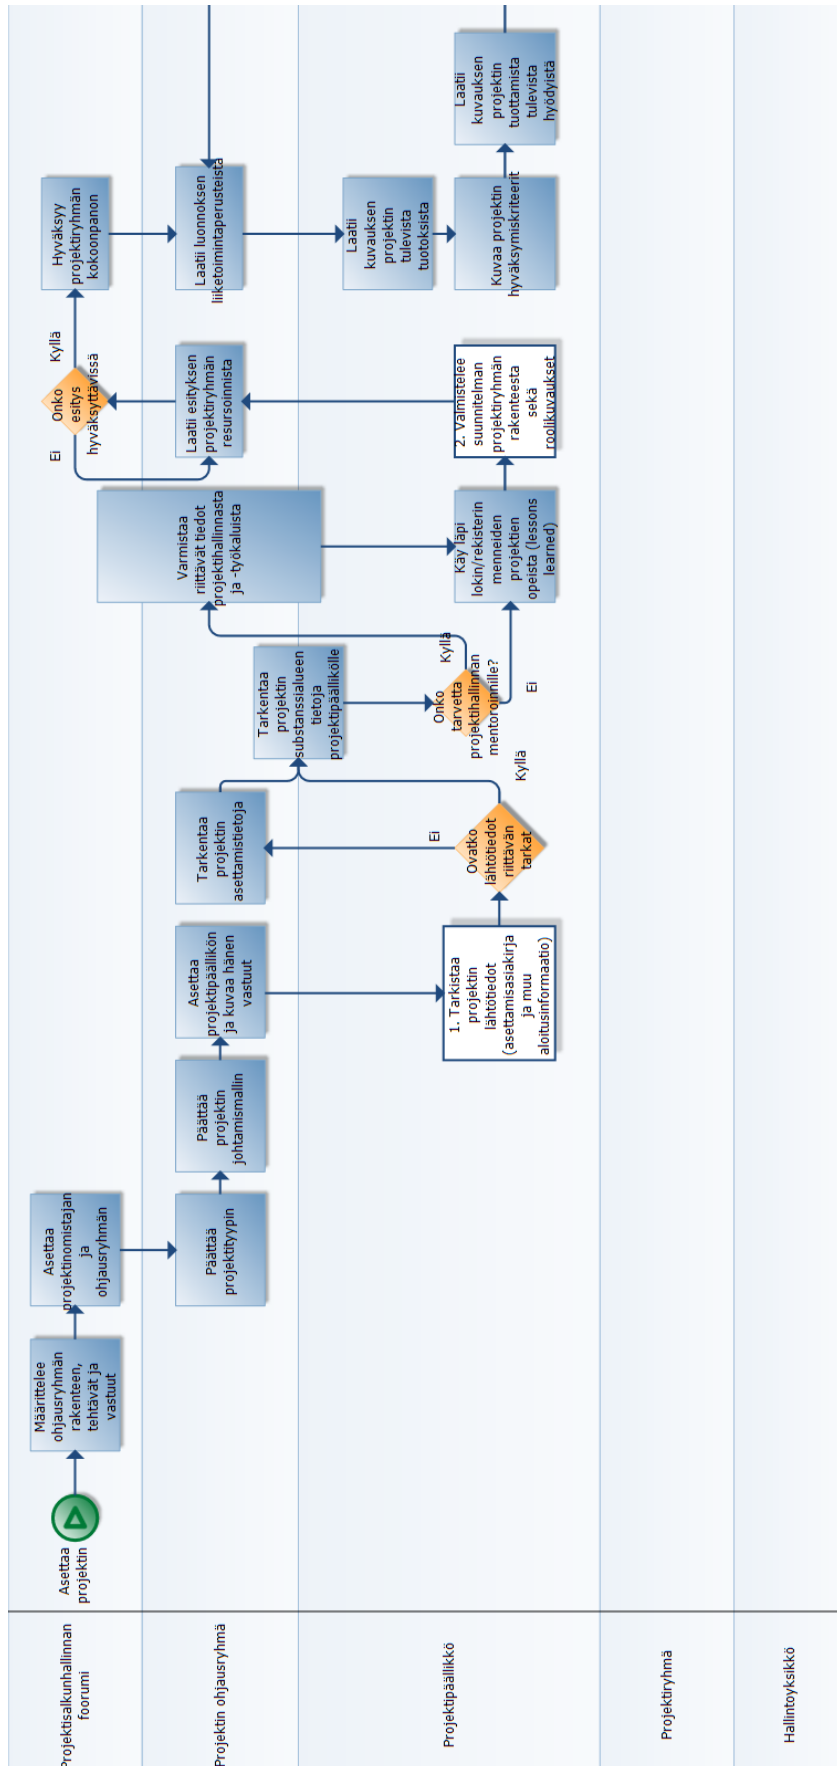 Projektisalkunhallinnan
foorumi
Projektin ohjausryhmä
Projektipäällikkö
Projektiryhmä
Hallintoyksikkö
Asettaa
projektin
Määrittelee
ohjausryhmän
rakenteen,
tehtävät ja
vastuut
Asettaa
projektinomistajan
ja
ohjausryhmän
Päättää
projektityypin
Päättää
projektin
johtamismallin
Asettaa
projektipäällikön
ja kuvaa hänen
vastuut
1. Tarkistaa
projektin
lähtötiedot
(asettamisasiakirja
ja muu
aloitusinformaatio)
Ovatko
lähtötiedot
riittävän
tarkat
Ei
Kyllä
Tarkentaa
projektin
asettamistietoja
Tarkentaa
projektin
substanssialueen
tietoja
projektipäällikölle
Onko
tarvetta
projektihallinnan
mentoroinnille?
Kyllä
Ei
Varmistaa
riittävät tiedot
projektihallinnasta
ja -työkaluista
Käy läpi
lokin/rekisterin
menneiden
projektien
opeista (lessons
learned)
2. Valmistelee
suunnitelman
projektiryhmän
rakenteesta
sekä
roolikuvaukset
Laatii esityksen
projektiryhmän
resursoinnista
Onko
esitys
hyväksyttävissä
Ei
Kyllä
Hyväksyy
projektiryhmän
kokoonpanon
Laatii luonnoksen
liiketoimintaperusteista
Laatii
kuvauksen
projektin
tulevista
tuotoksista
Kuvaa projektin
hyväksymiskriteerit
Laatii
kuvauksen
projektin
tuottamista
tulevista
hyödyistä